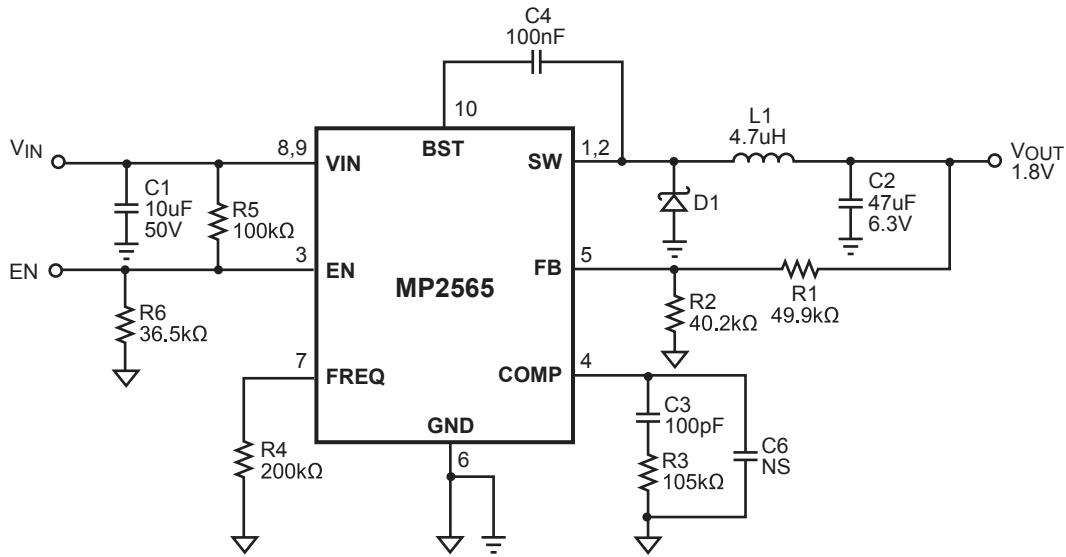 C4
100nF
10
BST
VIN
8,9
VIN
C1
10uF
50V
R5
100kΩ
EN
3
EN
R6
36.5kΩ
MP2565
SW
1,2
L1
4.7uH
VOUT
1.8V
D1
C2
47uF
6.3V
FB
5
R2
40.2kΩ
R1
49.9kΩ
7
FREQ
R4
200kΩ
COMP
4
C3
100pF
R3
105kΩ
C6
NS
GND
6